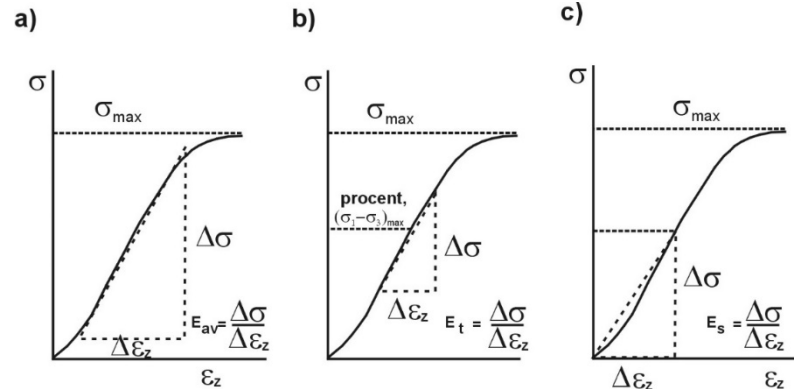 a)
σ
σmax
Δσ
Eav = Δσ/Δεz
Δεz
εz
b)
σ
σmax
procent,
(σ1−σ3)max
Δσ
Δεz
Et = Δσ/Δεz
εz
c)
σ
σmax
Δσ
Es = Δσ/Δεz
Δεz
εz